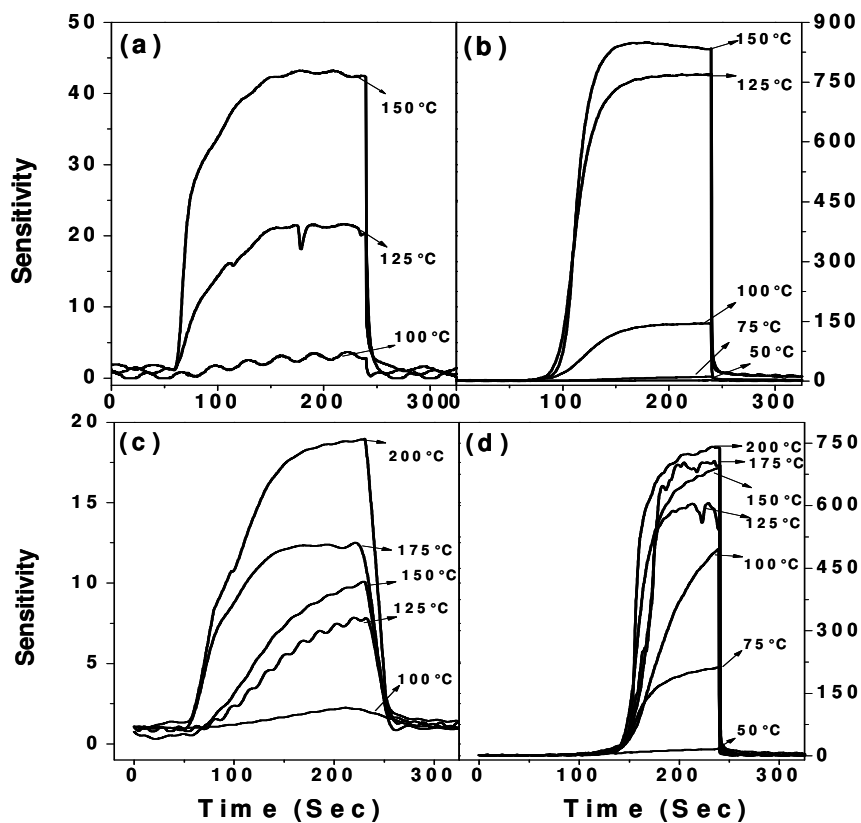 50 (a) (b) 900
150°C 150°C
40 750
150°C 125°C
30 600
450
20
125°C 300
100°C
10 150
100°C 75°C
50°C
0 0
0 100 200 300 0 100 200 300
Sensitivity
20 (c) (d) 750
200°C 200°C
175°C
15 150°C 600
125°C
175°C 100°C 450
10 150°C
125°C 300
75°C
5 150
100°C
50°C
0 0
0 100 200 300 0 100 200 300
Sensitivity
Time (Sec) Time (Sec)